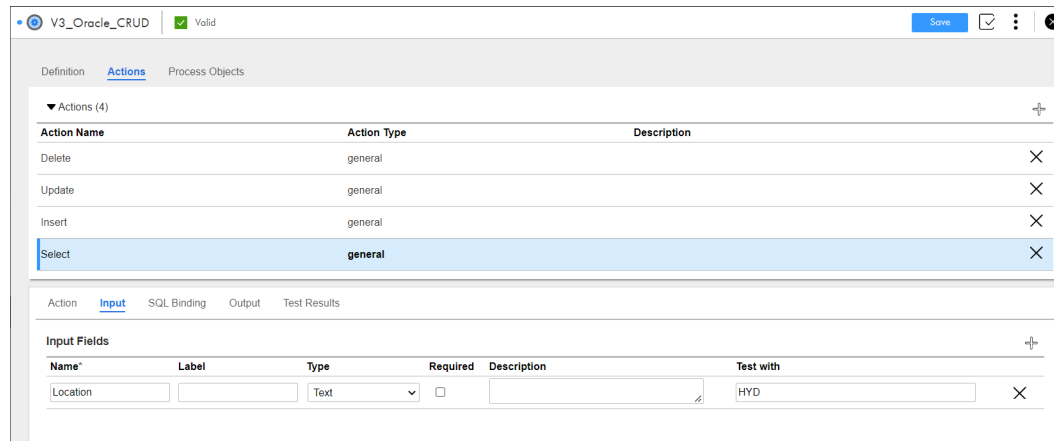 V3_Oracle_CRUD Valid Save
Definition Actions Process Objects
Actions (4)
Action Name Action Type Description
Delete general
Update general
Insert general
Select general
Action Input SQL Binding Output Test Results
Input Fields
Name* Label Type Required Description Test with
Location Text HYD